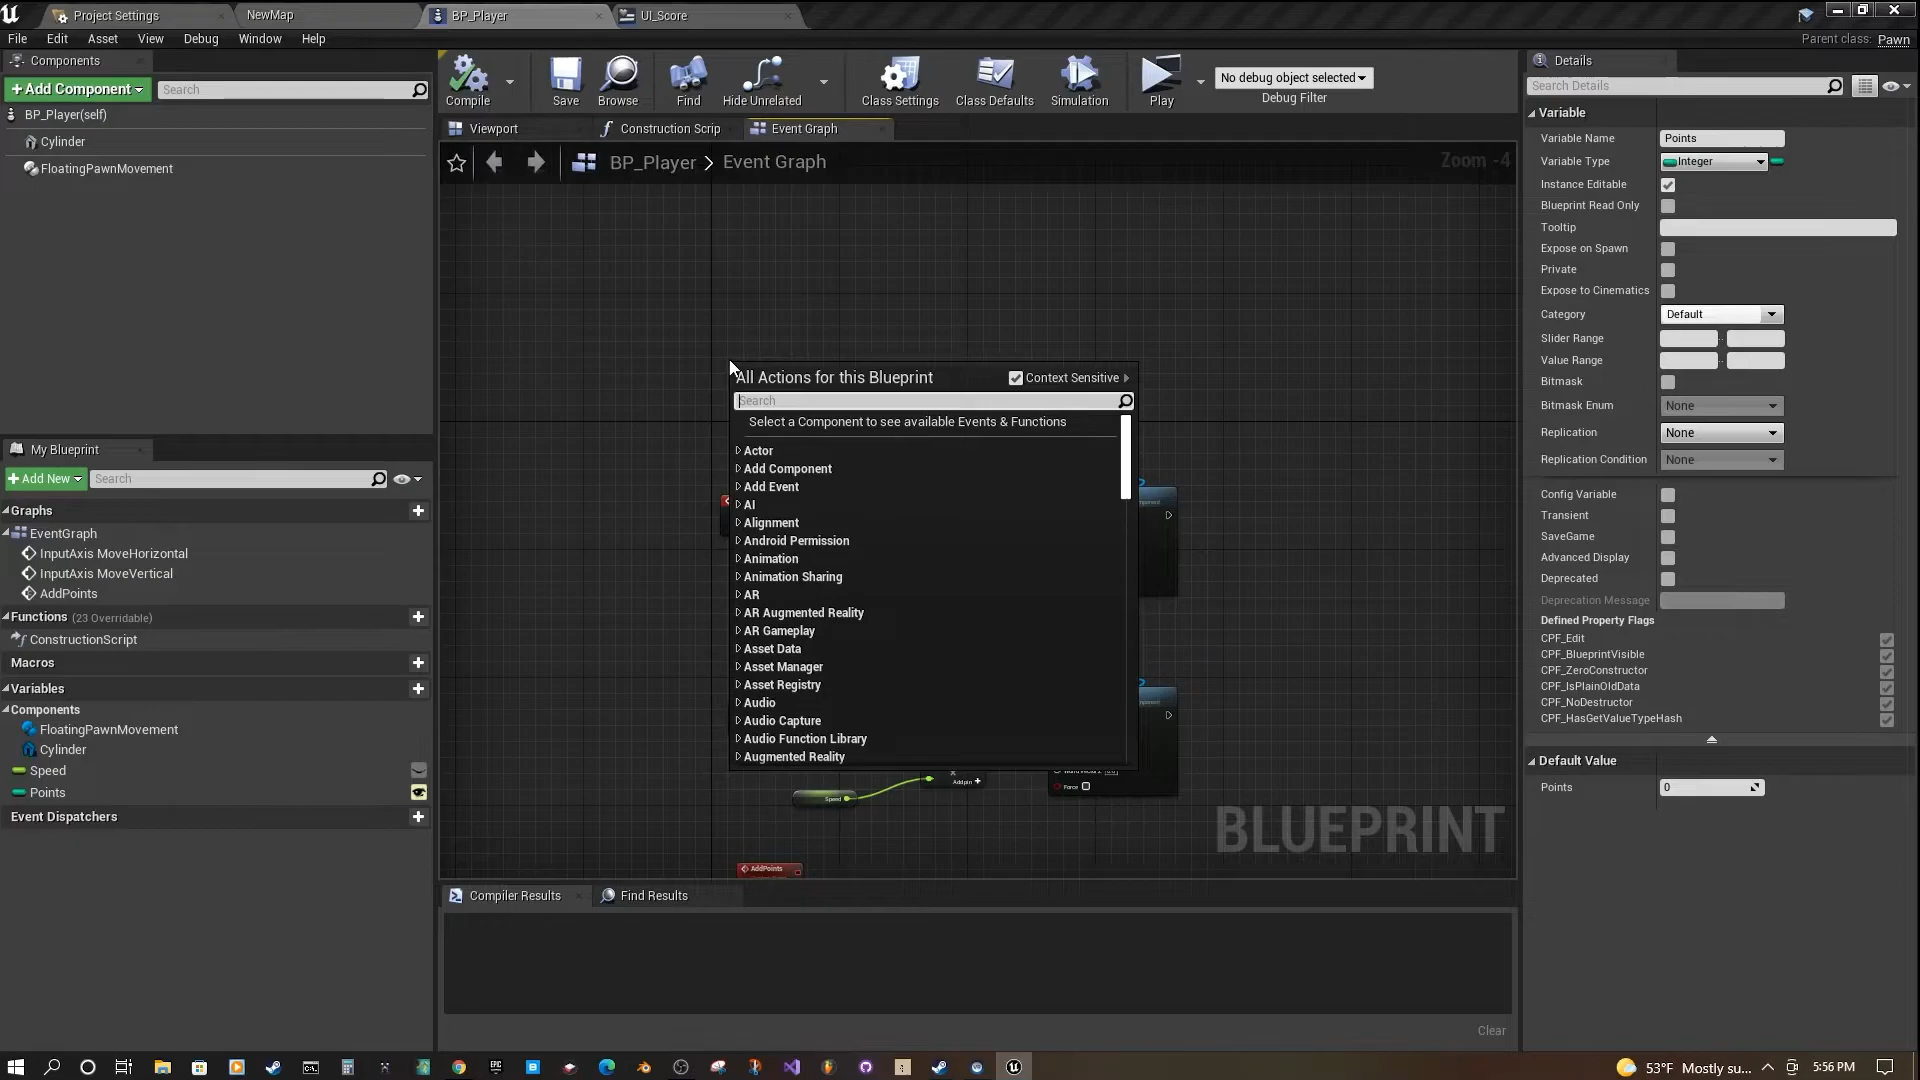 Project Settings
NewMap
BP_Player
UI_Score
File Edit Asset View Debug Window Help
Parent class: Pawn
Components
+Add Component
Search
BP_Player(self)
Cylinder
FloatingPawnMovement
Compile
Save
Browse
Find
Hide Unrelated
Class Settings
Class Defaults
Simulation
Play
No debug object selected
Debug Filter
Viewport
Construction Scrip
Event Graph
BP_Player > Event Graph
Zoom -4
All Actions for this Blueprint
Context Sensitive
Search
Select a Component to see available Events & Functions
Actor
Add Component
Add Event
AI
Alignment
Android Permission
Animation
Animation Sharing
AR
AR Augmented Reality
AR Gameplay
Asset Data
Asset Manager
Asset Registry
Audio
Audio Capture
Audio Function Library
Augmented Reality
Speed
Add pin +
Force
AddPoints
BLUEPRINT
My Blueprint
+Add New
Search
Graphs
EventGraph
InputAxis MoveHorizontal
InputAxis MoveVertical
AddPoints
Functions (23 Overridable)
ConstructionScript
Macros
Variables
Components
FloatingPawnMovement
Cylinder
Speed
Points
Event Dispatchers
Compiler Results
Find Results
Clear
Details
Search Details
Variable
Variable Name Points
Variable Type Integer
Instance Editable
Blueprint Read Only
Tooltip
Expose on Spawn
Private
Expose to Cinematics
Category Default
Slider Range
Value Range
Bitmask
Bitmask Enum None
Replication None
Replication Condition None
Config Variable
Transient
SaveGame
Advanced Display
Deprecated
Deprecation Message
Defined Property Flags
CPF_Edit
CPF_BlueprintVisible
CPF_ZeroConstructor
CPF_IsPlainOldData
CPF_NoDestructor
CPF_HasGetValueTypeHash
Default Value
Points 0
53°F Mostly su...
5:56 PM